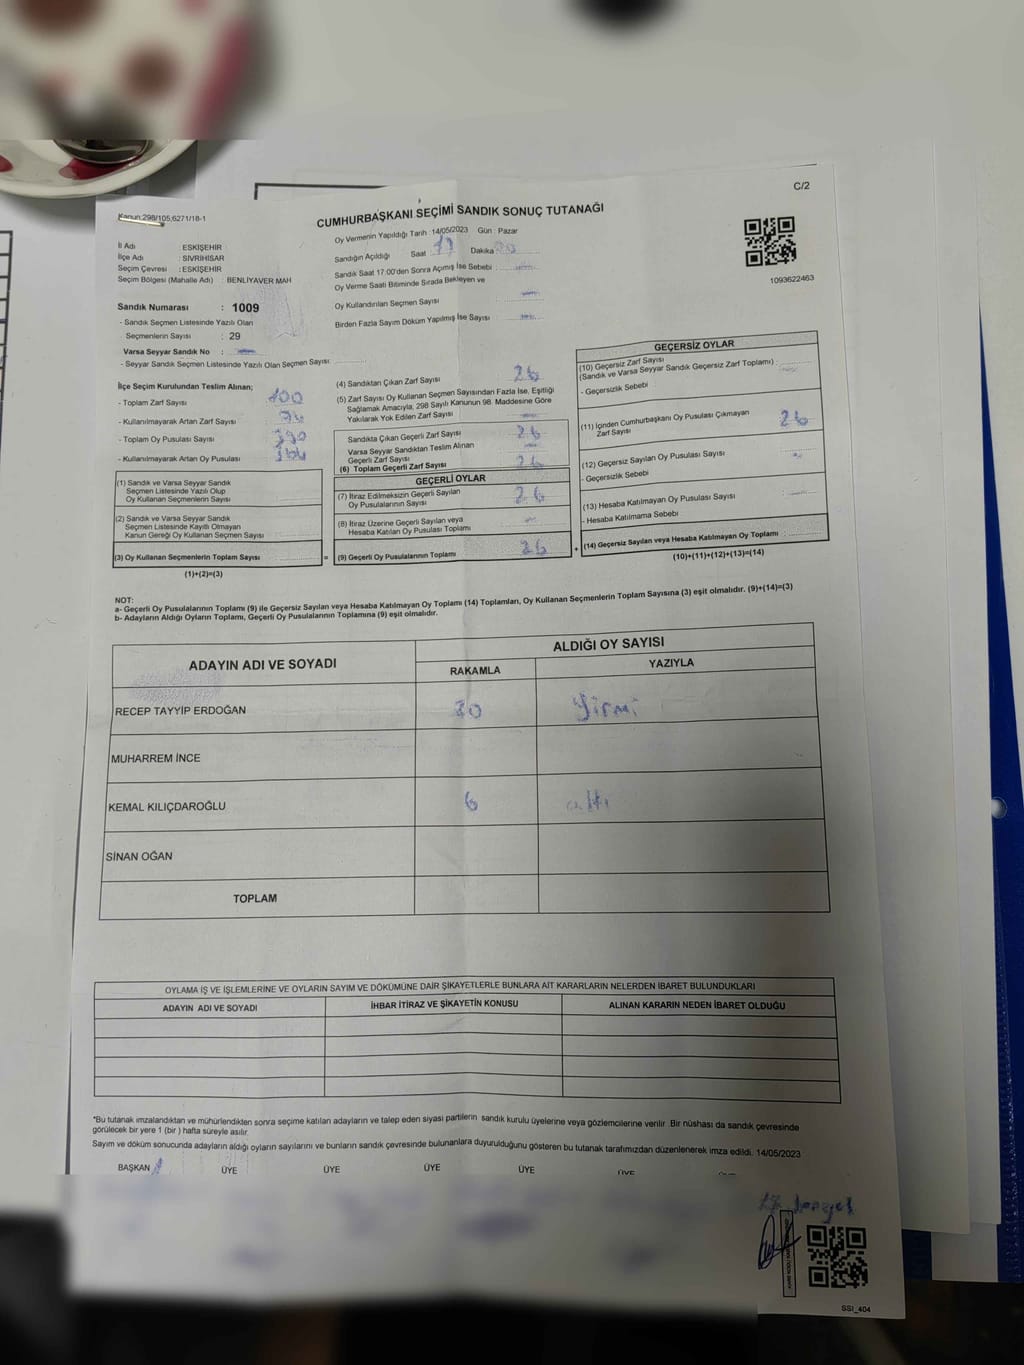 C/2
Kanun:298/105,6271/18-1
CUMHURBAŞKANI SEÇİMİ SANDIK SONUÇ TUTANAĞI
İl Adı : ESKİŞEHİR
İlçe Adı : SİVRİHİSAR
Seçim Çevresi : ESKİŞEHİR
Seçim Bölgesi (Mahalle Adı) : BENLİYAVER MAH
Oy Vermenin Yapıldığı Tarih : 14/05/2023 Gün : Pazar
Sandığın Açıldığı Saat 17 Dakika
Sandık Saat 17:00'den Sonra Açımış İse Sebebi :
Oy Verme Saati Bitiminde Sırada Bekleyen ve
Oy Kullandırılan Seçmen Sayısı
Birden Fazla Sayım Döküm Yapılmış İse Sayısı
1093622463
Sandık Numarası : 1009
- Sandık Seçmen Listesinde Yazılı Olan
Seçmenlerin Sayısı : 29
Varsa Seyyar Sandık No :
- Seyyar Sandık Seçmen Listesinde Yazılı Olan Seçmen Sayısı:
İlçe Seçim Kurulundan Teslim Alınan;
- Toplam Zarf Sayısı 100
- Kullanılmayarak Artan Zarf Sayısı 74
- Toplam Oy Pusulası Sayısı
- Kullanılmayarak Artan Oy Pusulası
(1) Sandık ve Varsa Seyyar Sandık
Seçmen Listesinde Yazılı Olup
Oy Kullanan Seçmenlerin Sayısı
(2) Sandık ve Varsa Seyyar Sandık
Seçmen Listesinde Kayıtlı Olmayan
Kanun Gereği Oy Kullanan Seçmen Sayısı
(3) Oy Kullanan Seçmenlerin Toplam Sayısı
(1)+(2)=(3)
=
(4) Sandıktan Çıkan Zarf Sayısı 26
(5) Zarf Sayısı Oy Kullanan Seçmen Sayısından Fazla İse, Eşitliği
Sağlamak Amacıyla, 298 Sayılı Kanunun 98. Maddesine Göre
Yakılarak Yok Edilen Zarf Sayısı
Sandıkta Çıkan Geçerli Zarf Sayısı 26
Varsa Seyyar Sandıktan Teslim Alınan
Geçerli Zarf Sayısı
(6) Toplam Geçerli Zarf Sayısı 26
GEÇERLİ OYLAR
(7) İtiraz Edilmeksizin Geçerli Sayılan
Oy Pusulalarının Sayısı 26
(8) İtiraz Üzerine Geçerli Sayılan veya
Hesaba Katılan Oy Pusulası Toplamı
(9) Geçerli Oy Pusulalarının Toplamı 26
+
GEÇERSİZ OYLAR
(10) Geçersiz Zarf Sayısı
(Sandık ve Varsa Seyyar Sandık Geçersiz Zarf Toplamı) :
- Geçersizlik Sebebi
(11) İçinden Cumhurbaşkanı Oy Pusulası Çıkmayan
Zarf Sayısı 26
(12) Geçersiz Sayılan Oy Pusulası Sayısı
- Geçersizlik Sebebi
(13) Hesaba Katılmayan Oy Pusulası Sayısı
- Hesaba Katılmama Sebebi
(14) Geçersiz Sayılan veya Hesaba Katılmayan Oy Toplamı
(10)+(11)+(12)+(13)=(14)
NOT:
a- Geçerli Oy Pusulalarının Toplamı (9) ile Geçersiz Sayılan veya Hesaba Katılmayan Oy Toplamı (14) Toplamları, Oy Kullanan Seçmenlerin Toplam Sayısına (3) eşit olmalıdır. (9)+(14)=(3)
b- Adayların Aldığı Oyların Toplamı, Geçerli Oy Pusulalarının Toplamına (9) eşit olmalıdır.
ADAYIN ADI VE SOYADI ALDIĞI OY SAYISI
RAKAMLA YAZIYLA
RECEP TAYYİP ERDOĞAN 20 Yirmi
MUHARREM İNCE
KEMAL KILIÇDAROĞLU 6 altı
SİNAN OĞAN
TOPLAM
OYLAMA İŞ VE İŞLEMLERİNE VE OYLARIN SAYIM VE DÖKÜMÜNE DAİR ŞİKAYETLERLE BUNLARA AİT KARARLARIN NELERDEN İBARET BULUNDUKLARI
ADAYIN ADI VE SOYADI İHBAR İTİRAZ VE ŞİKAYETİN KONUSU ALINAN KARARIN NEDEN İBARET OLDUĞU
*Bu tutanak imzalandıktan ve mühürlendikten sonra seçime katılan adayların ve talep eden siyasi partilerin sandık kurulu üyelerine veya gözlemcilerine verilir. Bir nüshası da sandık çevresinde
görülecek bir yere 1 (bir ) hafta süreyle asılır.
Sayım ve döküm sonucunda adayların aldığı oyların sayılarını ve bunların sandık çevresinde bulunanlara duyurulduğunu gösteren bu tutanak tarafımızdan düzenlenerek imza edildi. 14/05/2023
BAŞKAN ÜYE ÜYE ÜYE ÜYE ÜYE
SSI_404